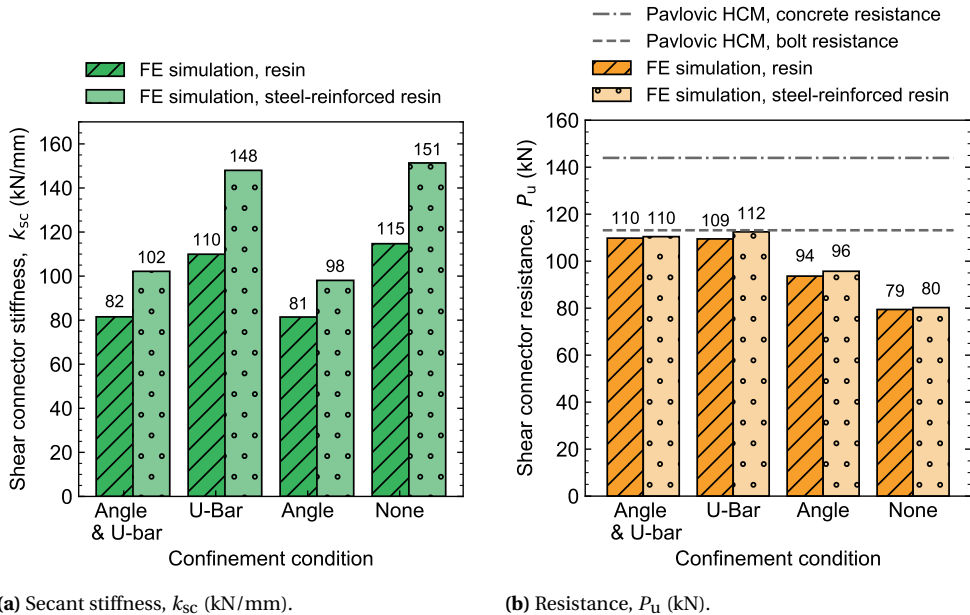 FE simulation, resin
FE simulation, steel-reinforced resin
Shear connector stiffness, k_sc (kN/mm)
160
140
120
100
80
60
40
20
0
82
102
110
148
81
98
115
151
Angle & U-bar
U-Bar
Angle
None
Confinement condition
(a) Secant stiffness, k_sc (kN/mm).
Pavlovic HCM, concrete resistance
Pavlovic HCM, bolt resistance
FE simulation, resin
FE simulation, steel-reinforced resin
Shear connector resistance, P_u (kN)
160
140
120
100
80
60
40
20
0
110
110
109
112
94
96
79
80
Angle & U-bar
U-Bar
Angle
None
Confinement condition
(b) Resistance, P_u (kN).